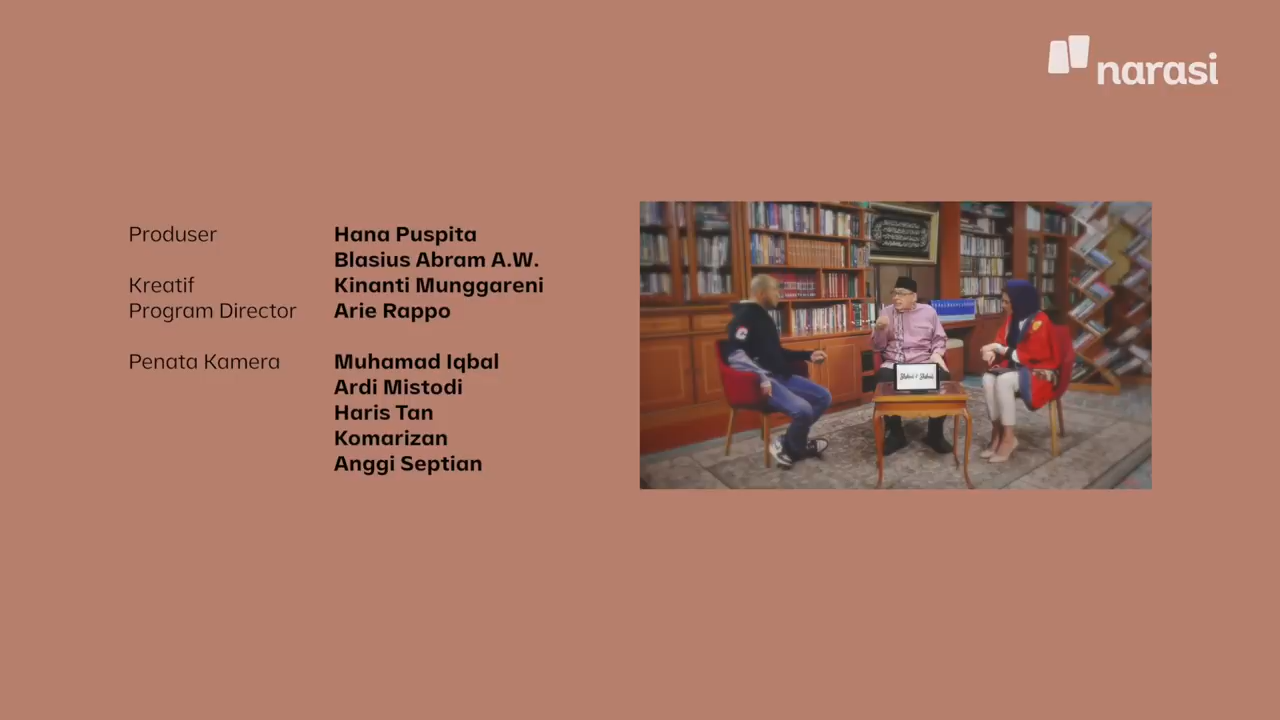 narasi
Produser Hana Puspita
Blasius Abram A.W.
Kreatif Kinanti Munggareni
Program Director Arie Rappo
Penata Kamera Muhamad Iqbal
Ardi Mistodi
Haris Tan
Komarizan
Anggi Septian